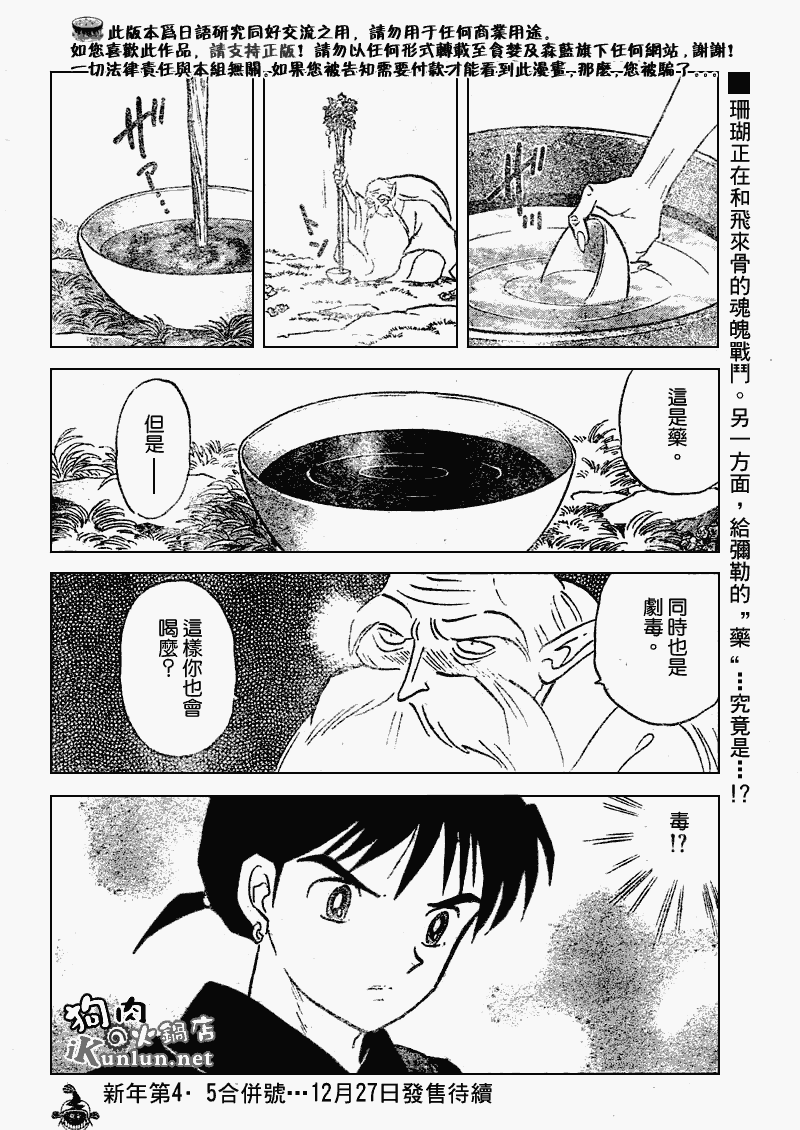 此版本爲日語研究同好交流之用，請勿用于任何商業用途。
如您喜歡此作品，請支持正版！請勿以任何形式轉載至貪婪及森藍旗下任何網站，謝謝！
一切法律責任與本組無關。如果您被告知需要付款才能看到此漫畫，那麼，您被騙了...
■珊瑚正在和飛來骨的魂魄戰鬥。另一方面，給彌勒的”藥“…究竟是…!?
トン
這是藥。
但是──
同時也是
劇毒。
這樣你也會
喝麼？
毒!?
狗肉
火鍋店
iKunlun.net
新年第4．5合併號…12月27日發售待續